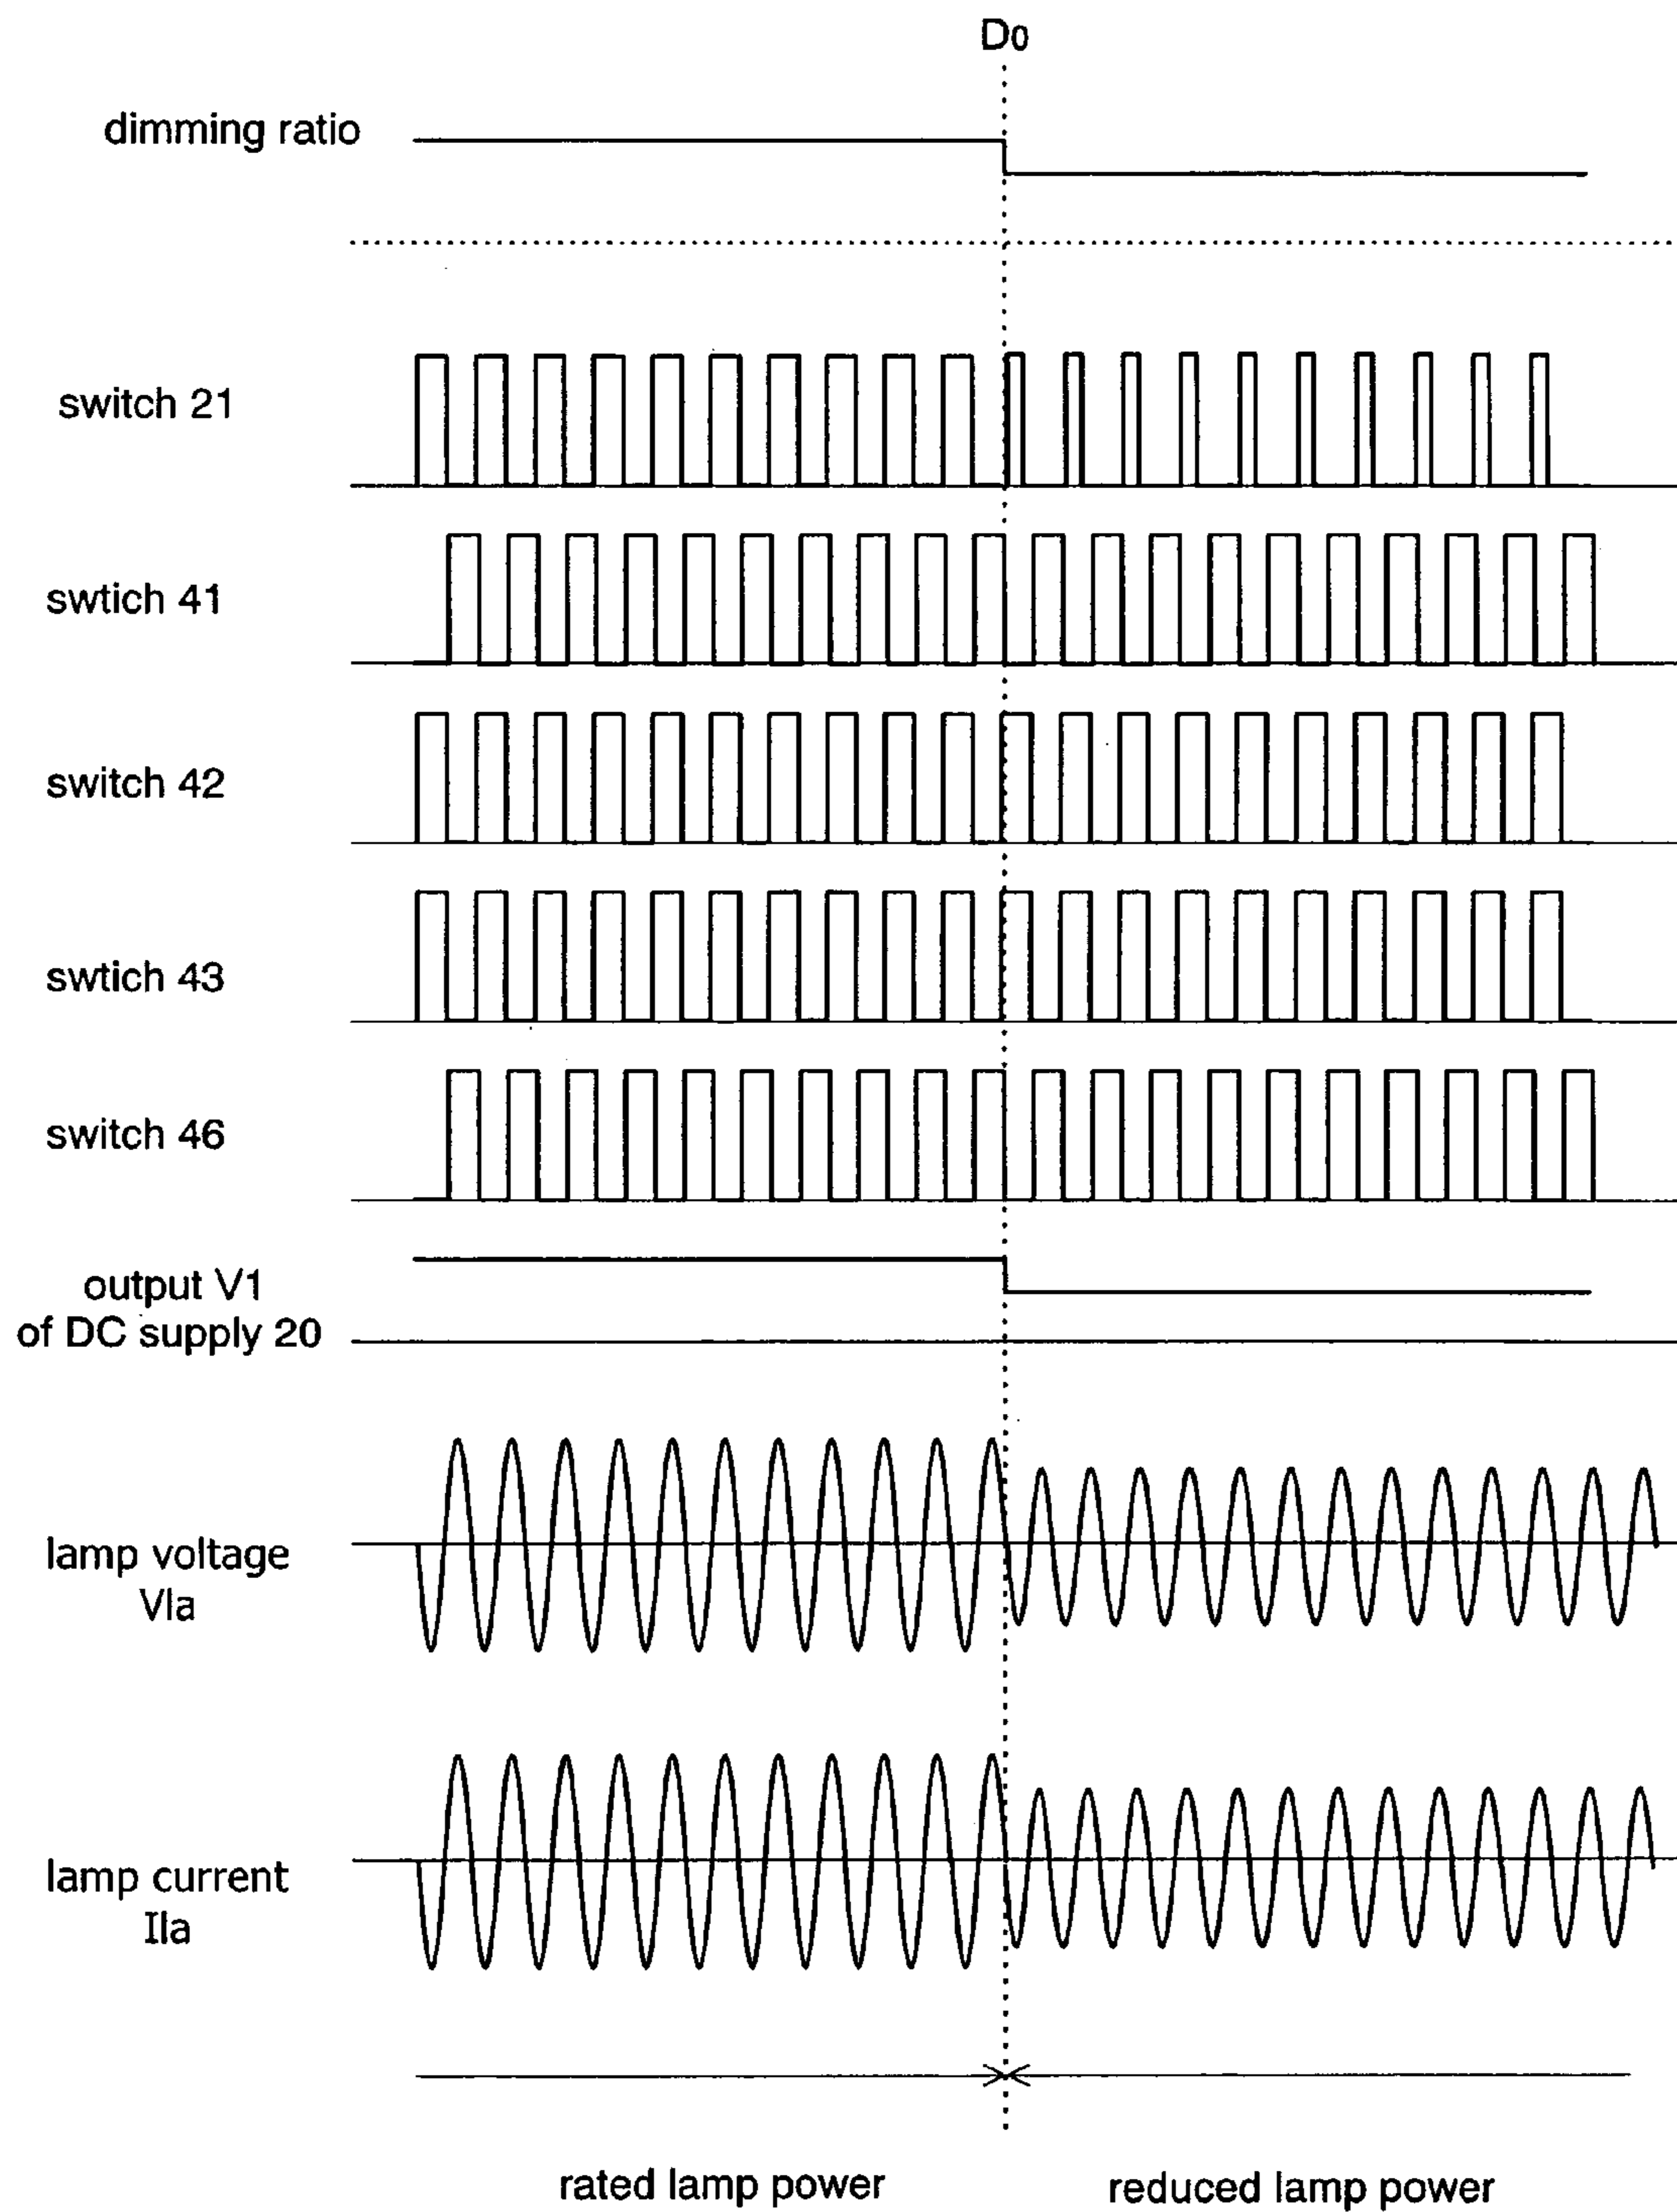 D0
dimming ratio
switch 21
swtich 41
switch 42
swtich 43
switch 46
output V1
of DC supply 20
lamp voltage
Vla
lamp current
Ila
rated lamp power
reduced lamp power